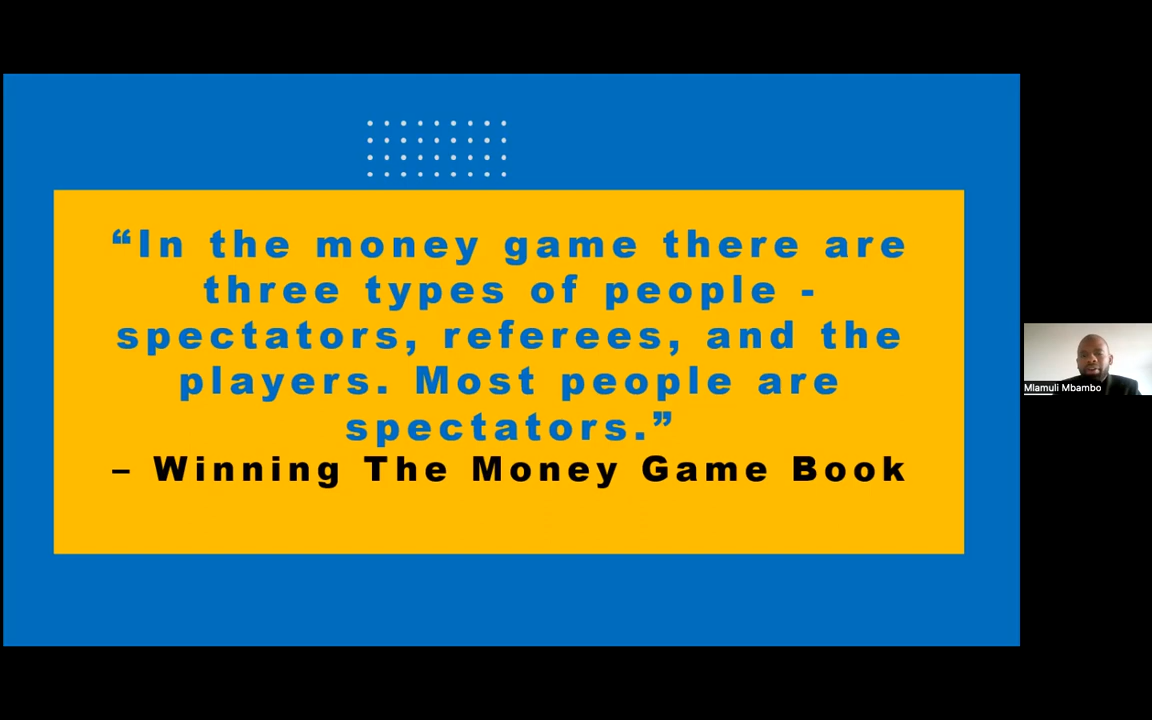 “In the money game there are
three types of people -
spectators, referees, and the
players. Most people are
spectators.”
– Winning The Money Game Book
Mlamuli Mbambo